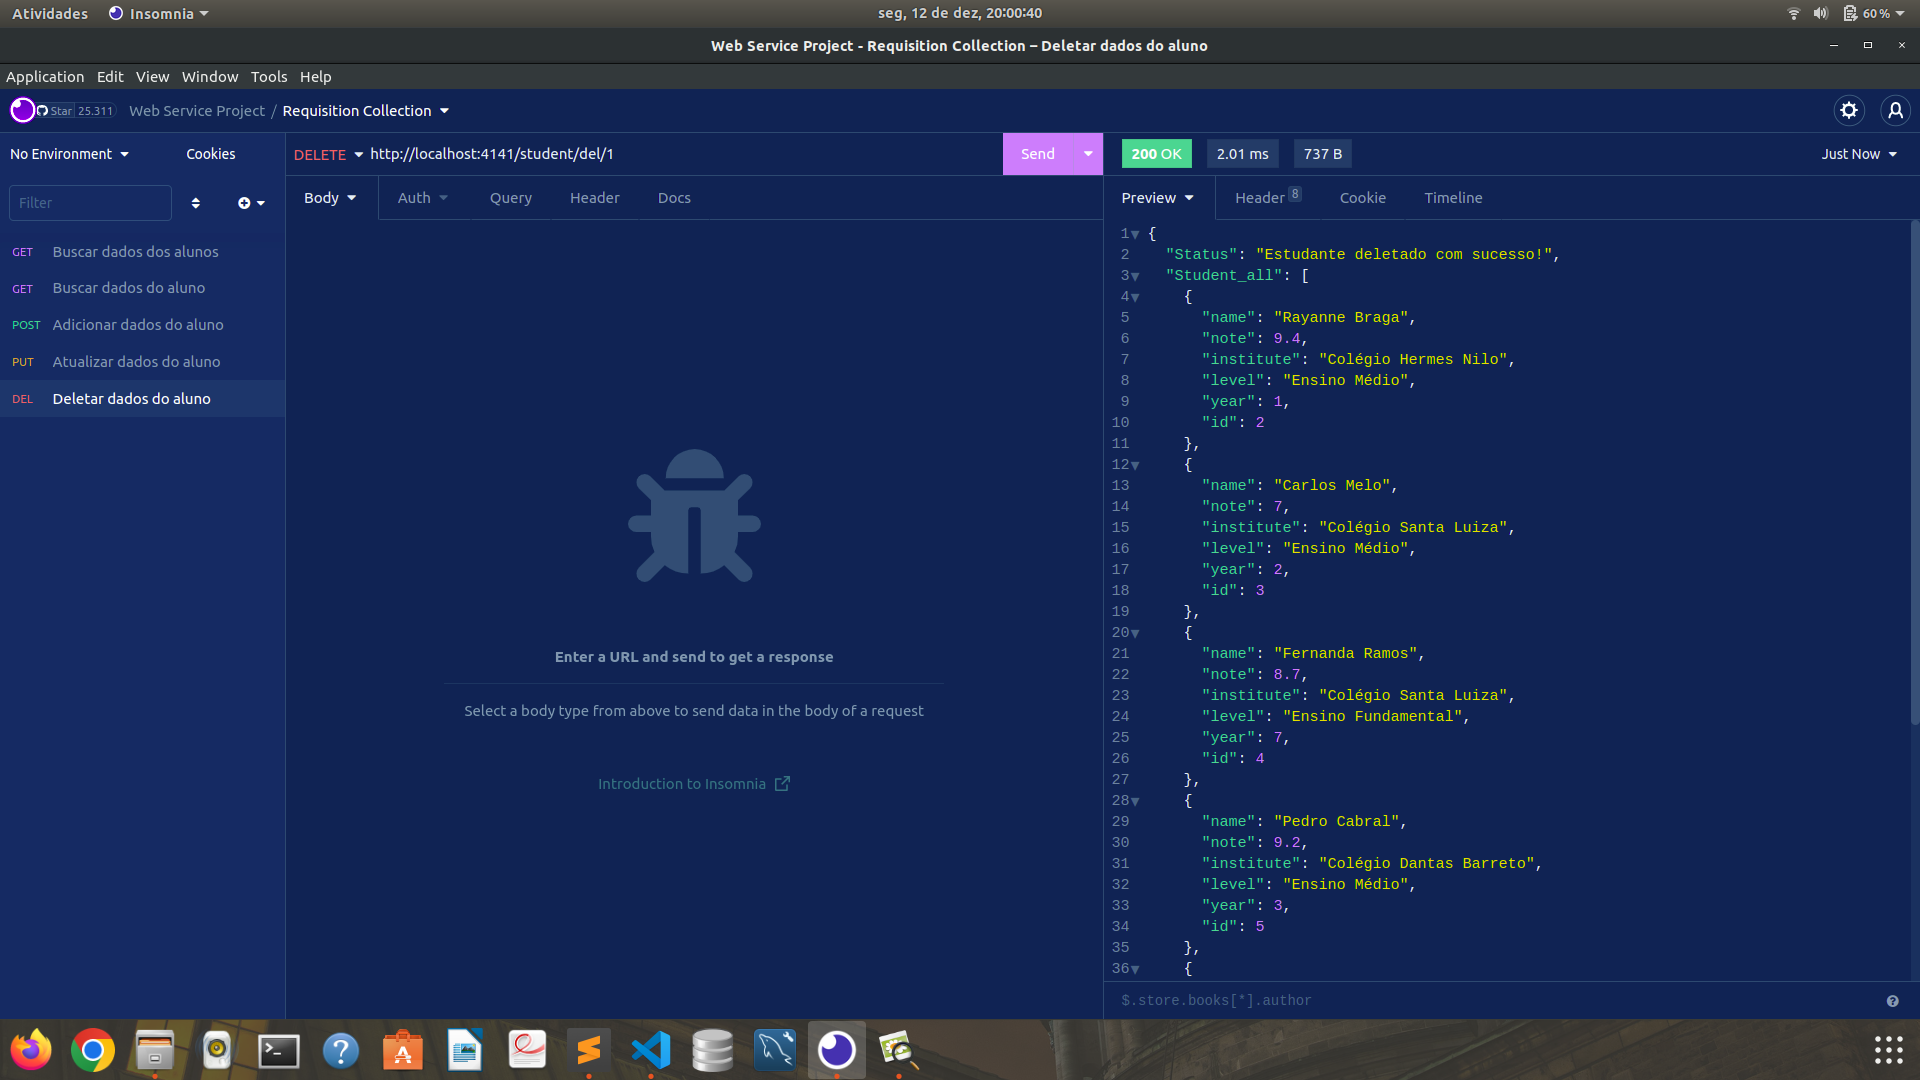 Atividades Insomnia seg, 12 de dez, 20:00:40 60 %
Web Service Project - Requisition Collection – Deletar dados do aluno
Application Edit View Window Tools Help
Star 25.311 Web Service Project / Requisition Collection
No Environment Cookies
DELETE http://localhost:4141/student/del/1 Send
200 OK 2.01 ms 737 B Just Now
Filter
Body Auth Query Header Docs
Preview Header 8 Cookie Timeline
GET Buscar dados dos alunos
GET Buscar dados do aluno
POST Adicionar dados do aluno
PUT Atualizar dados do aluno
DEL Deletar dados do aluno
Enter a URL and send to get a response
Select a body type from above to send data in the body of a request
Introduction to Insomnia
1 {
2 "Status": "Estudante deletado com sucesso!",
3 "Student_all": [
4 {
5 "name": "Rayanne Braga",
6 "note": 9.4,
7 "institute": "Colégio Hermes Nilo",
8 "level": "Ensino Médio",
9 "year": 1,
10 "id": 2
11 },
12 {
13 "name": "Carlos Melo",
14 "note": 7,
15 "institute": "Colégio Santa Luiza",
16 "level": "Ensino Médio",
17 "year": 2,
18 "id": 3
19 },
20 {
21 "name": "Fernanda Ramos",
22 "note": 8.7,
23 "institute": "Colégio Santa Luiza",
24 "level": "Ensino Fundamental",
25 "year": 7,
26 "id": 4
27 },
28 {
29 "name": "Pedro Cabral",
30 "note": 9.2,
31 "institute": "Colégio Dantas Barreto",
32 "level": "Ensino Médio",
33 "year": 3,
34 "id": 5
35 },
36 {
$.store.books[*].author